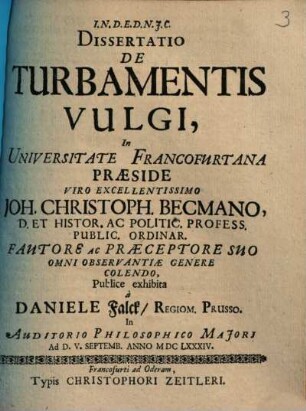 3
I.N.D.E.D.N.J.C.
DISSERTATIO
DE
TURBAMENTIS
VULGI,
In
UNIVERSITATE FRANCOFURTANA
PRÆSIDE
VIRO EXCELLENTISSIMO
JOH. CHRISTOPH. BECMANO,
D. ET HISTOR. AC POLITIC. PROFESS.
PUBLIC. ORDINAR.
FAUTORE AC PRÆCEPTORE SUO
OMNI OBSERVANTIÆ GENERE
COLENDO,
Publice exhibita
à
DANIELE Falck/ REGIOM. PRUSSO.
In
AUDITORIO PHILOSOPHICO MAJORI
Ad D. V. SEPTEMB. ANNO M DC LXXXIV.
Francofurti ad Oderam,
Typis CHRISTOPHORI ZEITLERI.